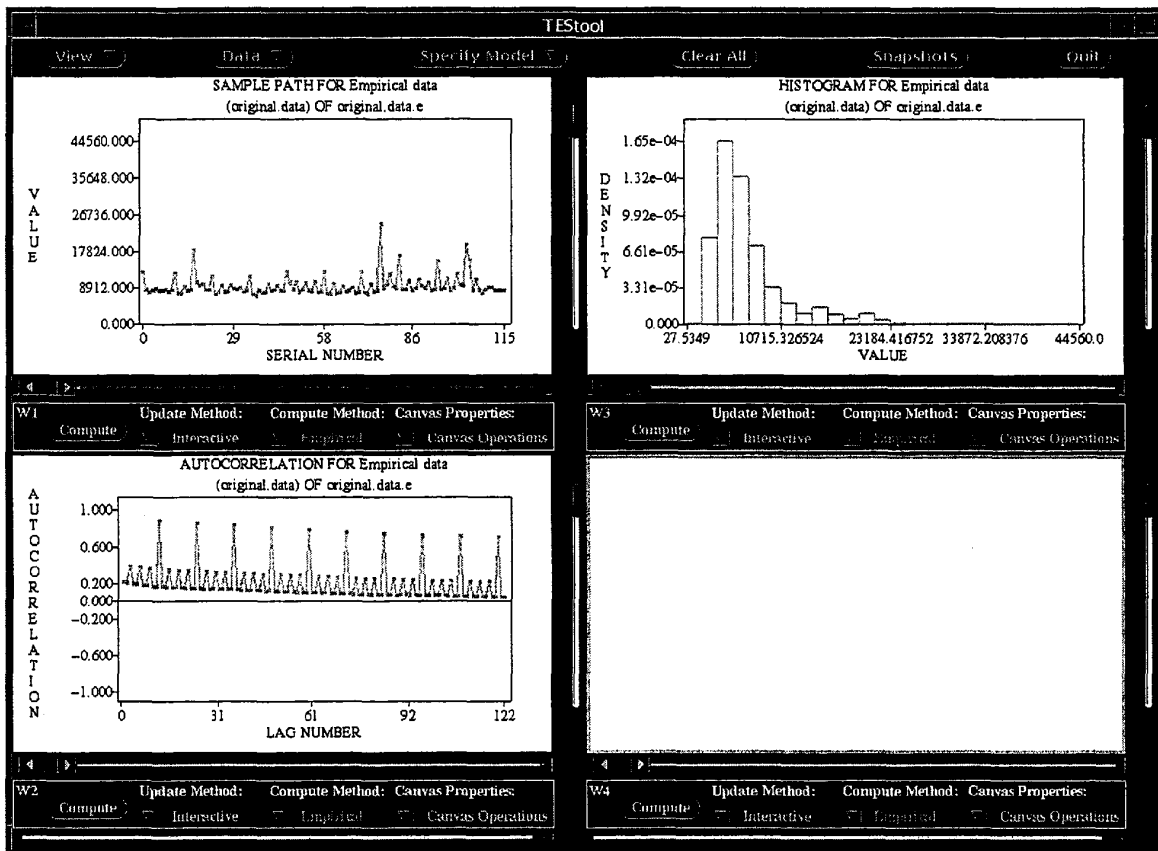 TEStool
View Data Specify Model Clear All Snapshots Quit
SAMPLE PATH FOR Empirical data
(original.data) OF original.data.e
VALUE
44560.000
35648.000
26736.000
17824.000
8912.000
0.000
0 29 58 86 115
SERIAL NUMBER
W1 Update Method: Compute Method: Canvas Properties:
Compute Interactive Empirical Canvas Operations
HISTOGRAM FOR Empirical data
(original.data) OF original.data.e
DENSITY
1.65e-04
1.32e-04
9.92e-05
6.61e-05
3.31e-05
0.000
27.5349 10715.326524 23184.416752 33872.208376 44560.0
VALUE
W3 Update Method: Compute Method: Canvas Properties:
Compute Interactive Empirical Canvas Operations
AUTOCORRELATION FOR Empirical data
(original.data) OF original.data.e
AUTOCORRELATION
1.000
0.600
0.200
0.000
-0.200
-0.600
-1.000
0 31 61 92 122
LAG NUMBER
W2 Update Method: Compute Method: Canvas Properties:
Compute Interactive Empirical Canvas Operations
W4 Update Method: Compute Method: Canvas Properties:
Compute Interactive Empirical Canvas Operations